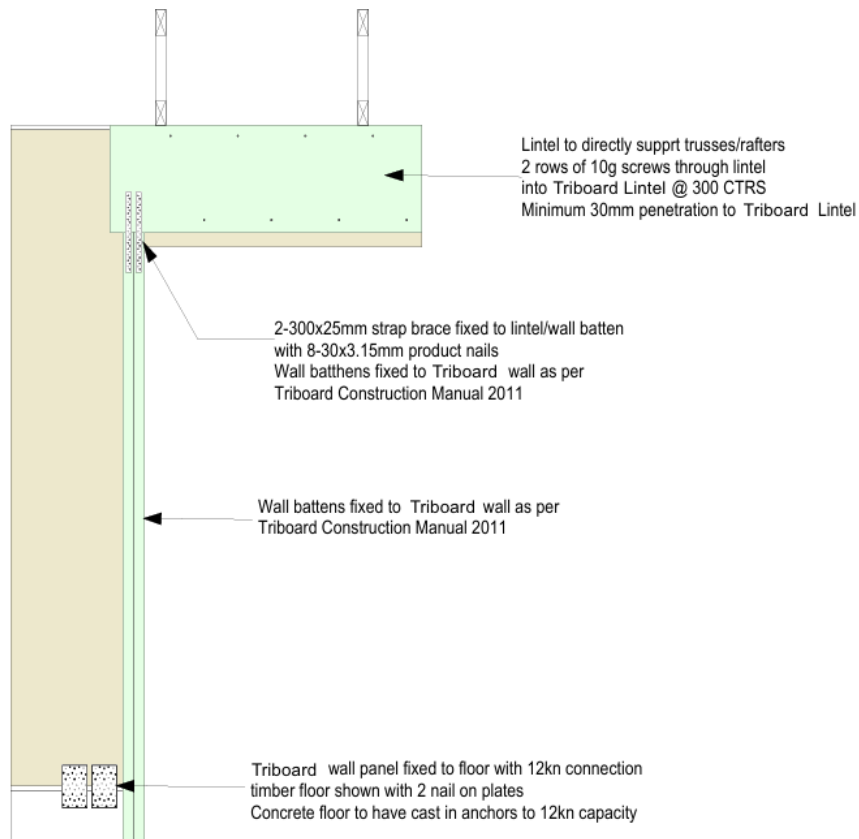 Lintel to directly supprt trusses/rafters
2 rows of 10g screws through lintel
into Triboard Lintel @ 300 CTRS
Minimum 30mm penetration to Triboard Lintel
2-300x25mm strap brace fixed to lintel/wall batten
with 8-30x3.15mm product nails
Wall batthens fixed to Triboard wall as per
Triboard Construction Manual 2011
Wall battens fixed to Triboard wall as per
Triboard Construction Manual 2011
Triboard wall panel fixed to floor with 12kn connection
timber floor shown with 2 nail on plates
Concrete floor to have cast in anchors to 12kn capacity